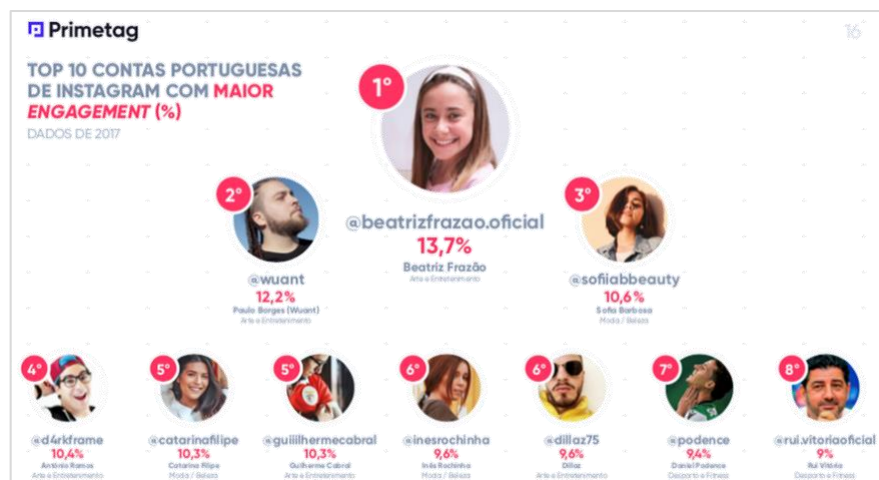 Primetag
16
TOP 10 CONTAS PORTUGUESAS
DE INSTAGRAM COM MAIOR
ENGAGEMENT (%)
DADOS DE 2017
1º
@beatrizfrazao.oficial
13,7%
Beatriz Frazão
Arte e Entretenimento
2º
@wuant
12,2%
Paulo Borges (Wuant)
Arte e Entretenimento
3º
@sofiiabbeauty
10,6%
Sofia Barbosa
Moda / Beleza
4º
@d4rkframe
10,4%
António Ramos
Arte e Entretenimento
5º
@catarinafilipe
10,3%
Catarina Filipe
Moda / Beleza
5º
@guiiilhermecabral
10,3%
Guilherme Cabral
Arte e Entretenimento
6º
@inesrochinha
9,6%
Inês Rochinha
Moda / Beleza
6º
@dillaz75
9,6%
Dillaz
Arte e Entretenimento
7º
@podence
9,4%
Daniel Podence
Desporto e Fitness
8º
@rui.vitoriaoficial
9%
Rui Vitória
Desporto e Fitness